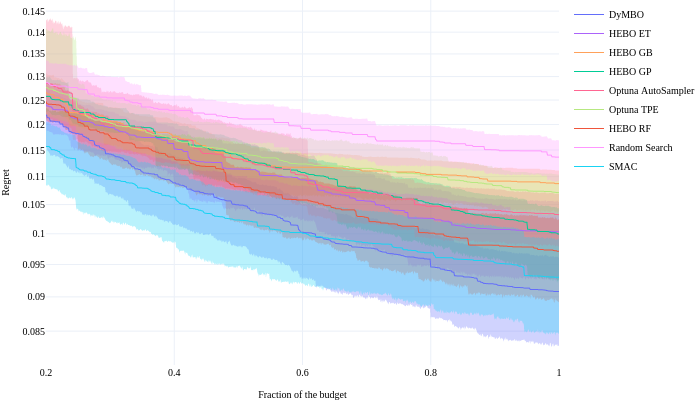 0.145
0.14
0.135
0.13
0.125
0.12
0.115
0.11
0.105
0.1
0.095
0.09
0.085
Regret
0.2
0.4
0.6
0.8
1
Fraction of the budget
DyMBO
HEBO ET
HEBO GB
HEBO GP
Optuna AutoSampler
Optuna TPE
HEBO RF
Random Search
SMAC